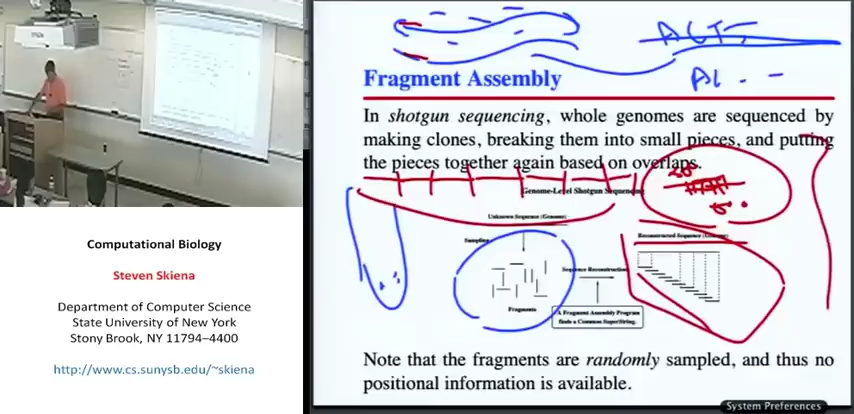 ACT
Fragment Assembly
In shotgun sequencing, whole genomes are sequenced by
making clones, breaking them into small pieces, and putting
the pieces together again based on overlaps.
Genome-Level Shotgun Sequencing
Unknown Sequence (Genome)
Sampling
Reconstructed Sequence
Sequence Reconstruction
Fragments
A Fragment Assembly Program
finds a Common SuperString.
Note that the fragments are randomly sampled, and thus no
positional information is available.
System Preferences
Computational Biology
Steven Skiena
Department of Computer Science
State University of New York
Stony Brook, NY 11794–4400
http://www.cs.sunysb.edu/~skiena